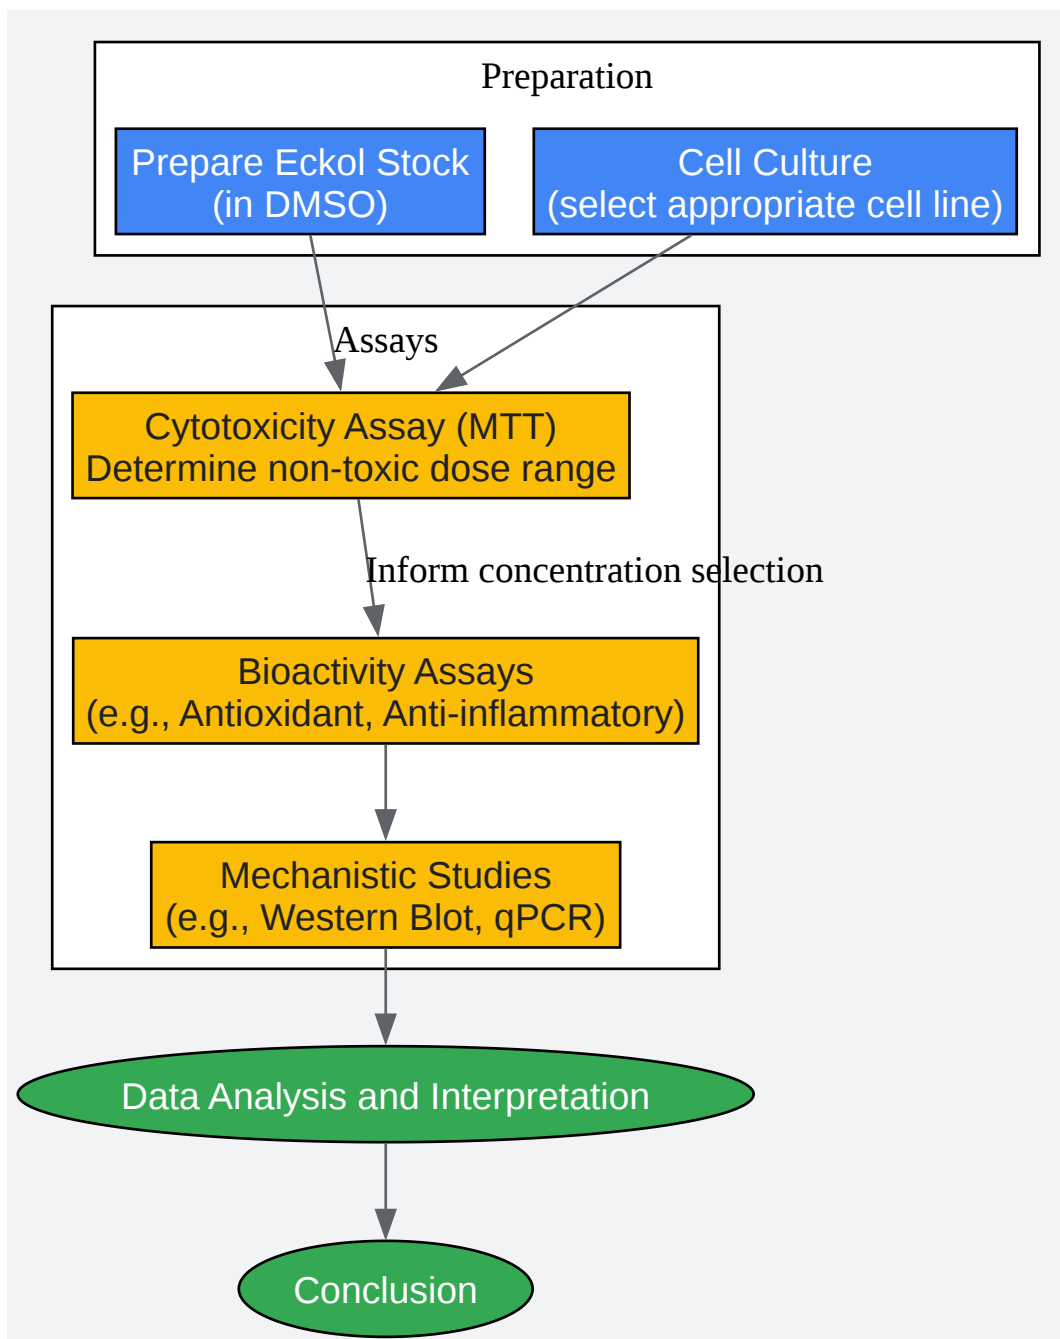 Preparation
Prepare Eckol Stock
(in DMSO)
Cell Culture
(select appropriate cell line)
Assays
Cytotoxicity Assay (MTT)
Determine non-toxic dose range
Inform concentration selection
Bioactivity Assays
(e.g., Antioxidant, Anti-inflammatory)
Mechanistic Studies
(e.g., Western Blot, qPCR)
Data Analysis and Interpretation
Conclusion